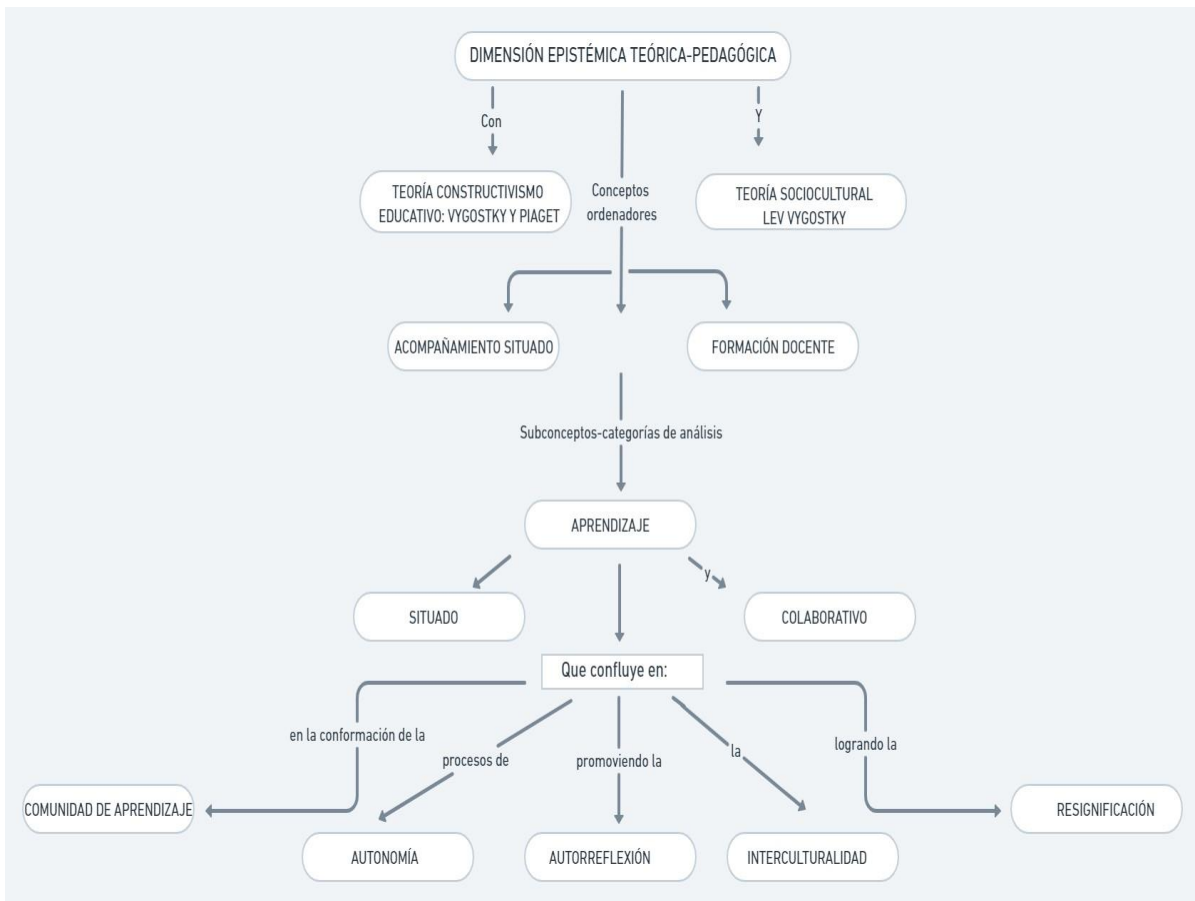 DIMENSIÓN EPISTÉMICA TEÓRICA-PEDAGÓGICA
Con
Y
TEORÍA CONSTRUCTIVISMO
EDUCATIVO: VYGOSTKY Y PIAGET
Conceptos
ordenadores
TEORÍA SOCIOCULTURAL
LEV VYGOSTKY
ACOMPAÑAMIENTO SITUADO
FORMACIÓN DOCENTE
Subconceptos-categorías de análisis
APRENDIZAJE
y
SITUADO
COLABORATIVO
Que confluye en:
en la conformación de la
procesos de
promoviendo la
la
logrando la
COMUNIDAD DE APRENDIZAJE
AUTONOMÍA
AUTORREFLEXIÓN
INTERCULTURALIDAD
RESIGNIFICACIÓN